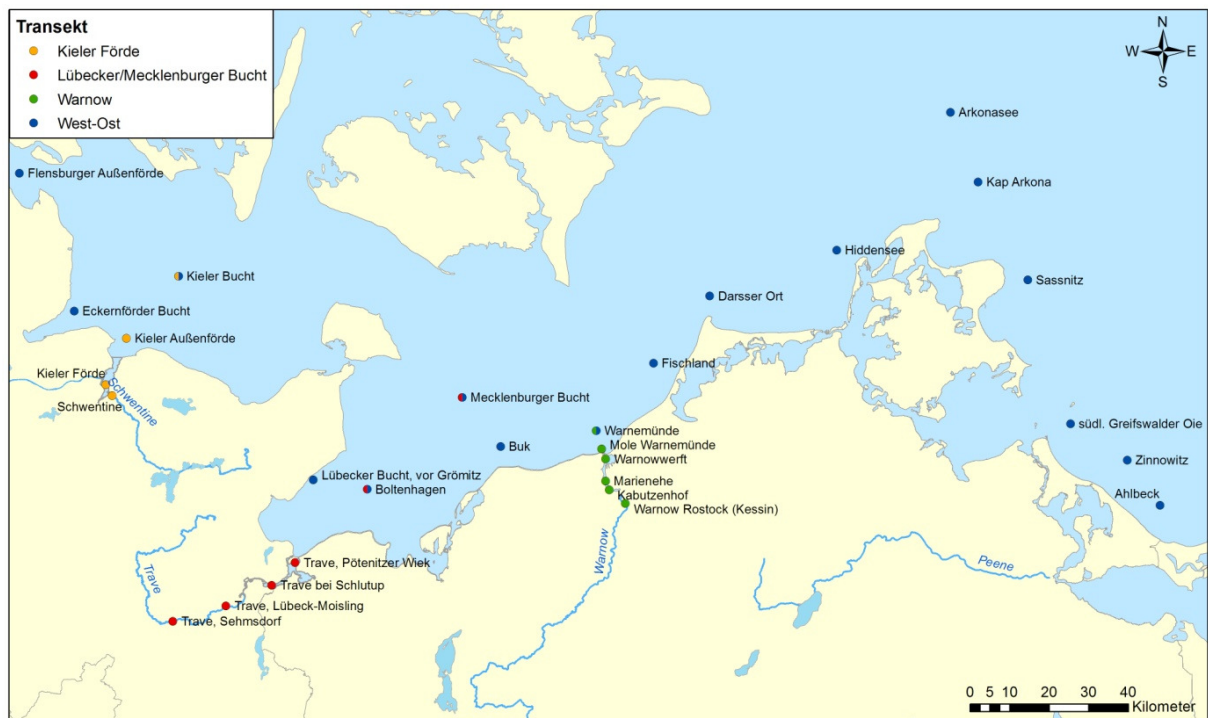 Transekt
Kieler Förde
Lübecker/Mecklenburger Bucht
Warnow
West-Ost
N
W E
S
Arkonasee
Flensburger Außenförde
Kap Arkona
Hiddensee
Kieler Bucht
Sassnitz
Darsser Ort
Eckernförder Bucht
Kieler Außenförde
Fischland
Kieler Förde
Schwentine
Schwentine
Mecklenburger Bucht
südl. Greifswalder Oie
Warnemünde
Mole Warnemünde
Buk
Warnowwerft
Zinnowitz
Lübecker Bucht, vor Grömitz
Marienehe
Boltenhagen
Kabutzenhof
Ahlbeck
Warnow Rostock (Kessin)
Warnow
Trave, Pötenitzer Wiek
Peene
Trave
Trave bei Schlutup
Trave, Lübeck-Moisling
Trave, Sehmsdorf
0 5 10 20 30 40
Kilometer